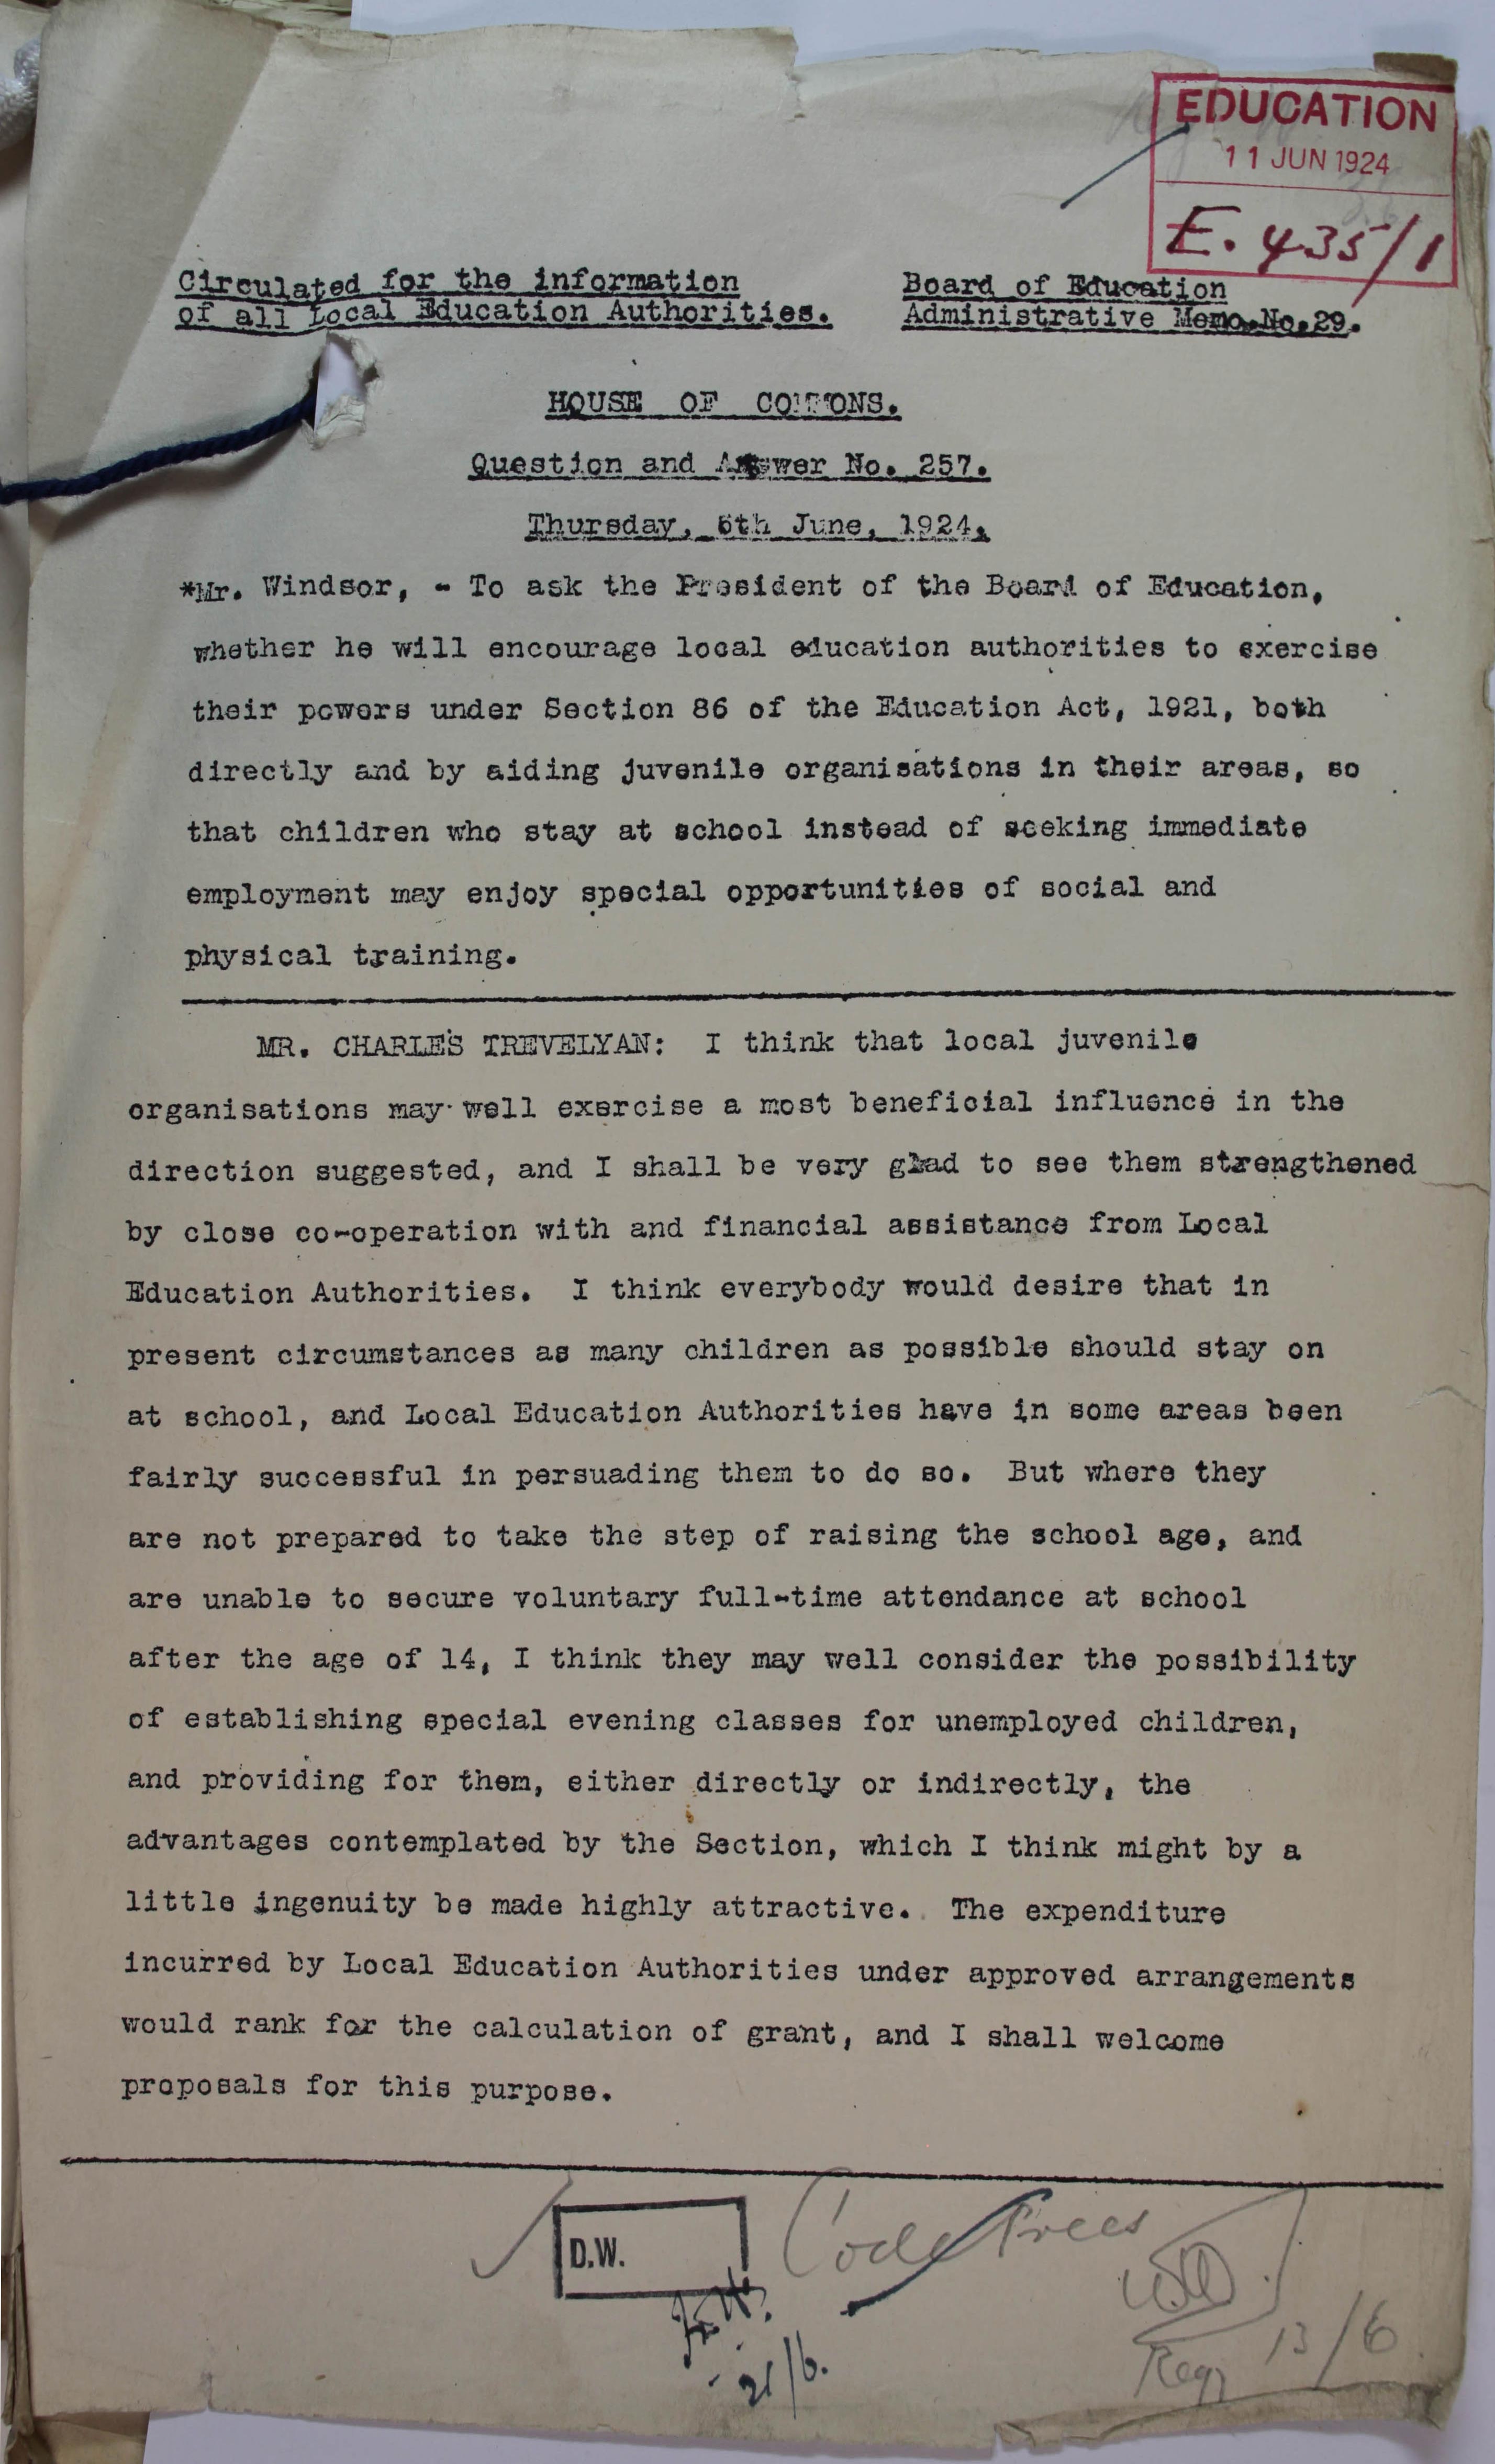 EDUCATION
11 JUN 1924
E. 435/1
Circulated for the information
of all Local Education Authorities.
Board of Education
Administrative Memo.No.29.
HOUSE OF COMMONS.
Question and Answer No. 257.
Thursday, 5th June, 1924.
*Mr. Windsor, - To ask the President of the Board of Education,
whether he will encourage local education authorities to exercise
their powers under Section 86 of the Education Act, 1921, both
directly and by aiding juvenile organisations in their areas, so
that children who stay at school instead of seeking immediate
employment may enjoy special opportunities of social and
physical training.
MR. CHARLES TREVELYAN: I think that local juvenile
organisations may well exercise a most beneficial influence in the
direction suggested, and I shall be very glad to see them strengthened
by close co-operation with and financial assistance from Local
Education Authorities. I think everybody would desire that in
present circumstances as many children as possible should stay on
at school, and Local Education Authorities have in some areas been
fairly successful in persuading them to do so. But where they
are not prepared to take the step of raising the school age, and
are unable to secure voluntary full-time attendance at school
after the age of 14, I think they may well consider the possibility
of establishing special evening classes for unemployed children,
and providing for them, either directly or indirectly, the
advantages contemplated by the Section, which I think might by a
little ingenuity be made highly attractive. The expenditure
incurred by Local Education Authorities under approved arrangements
would rank for the calculation of grant, and I shall welcome
proposals for this purpose.
D.W.
Code
21/6.
Regy 13/6